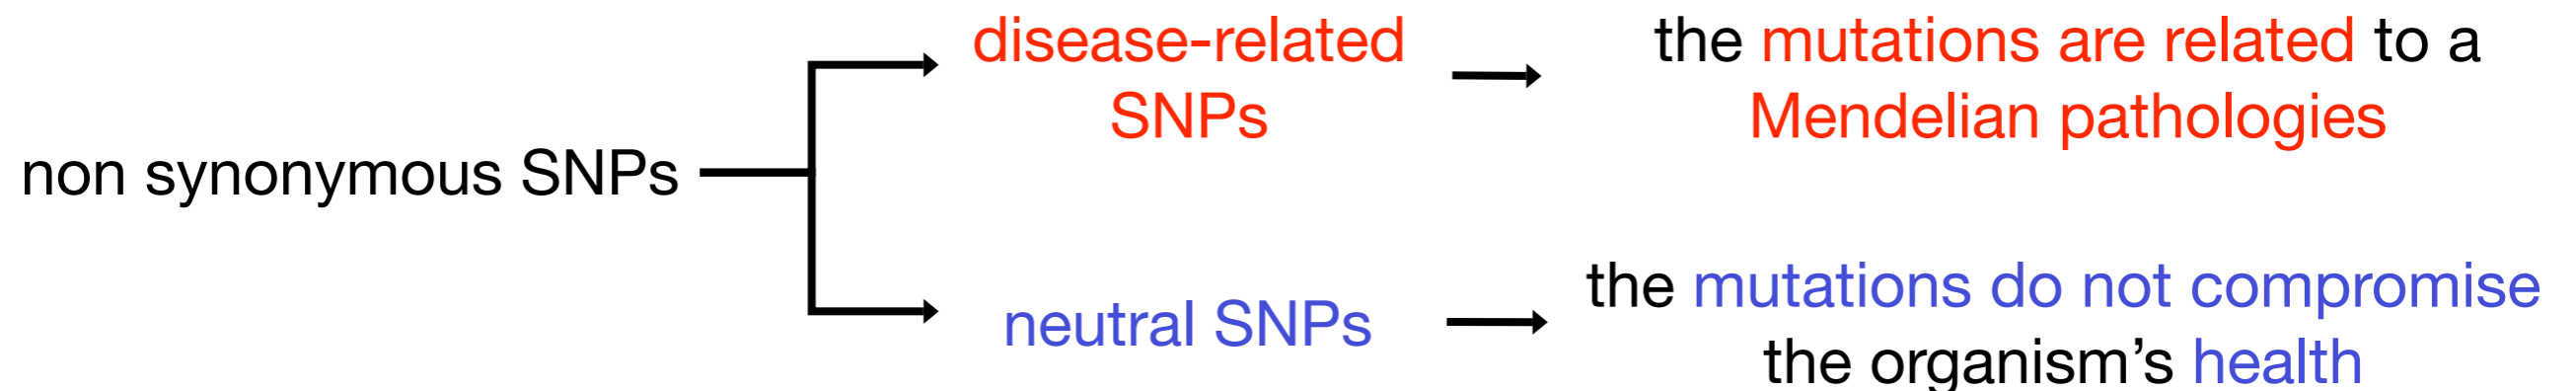 non synonymous SNPs
disease-related
SNPs
the mutations are related to a
Mendelian pathologies
neutral SNPs
the mutations do not compromise
the organism’s health